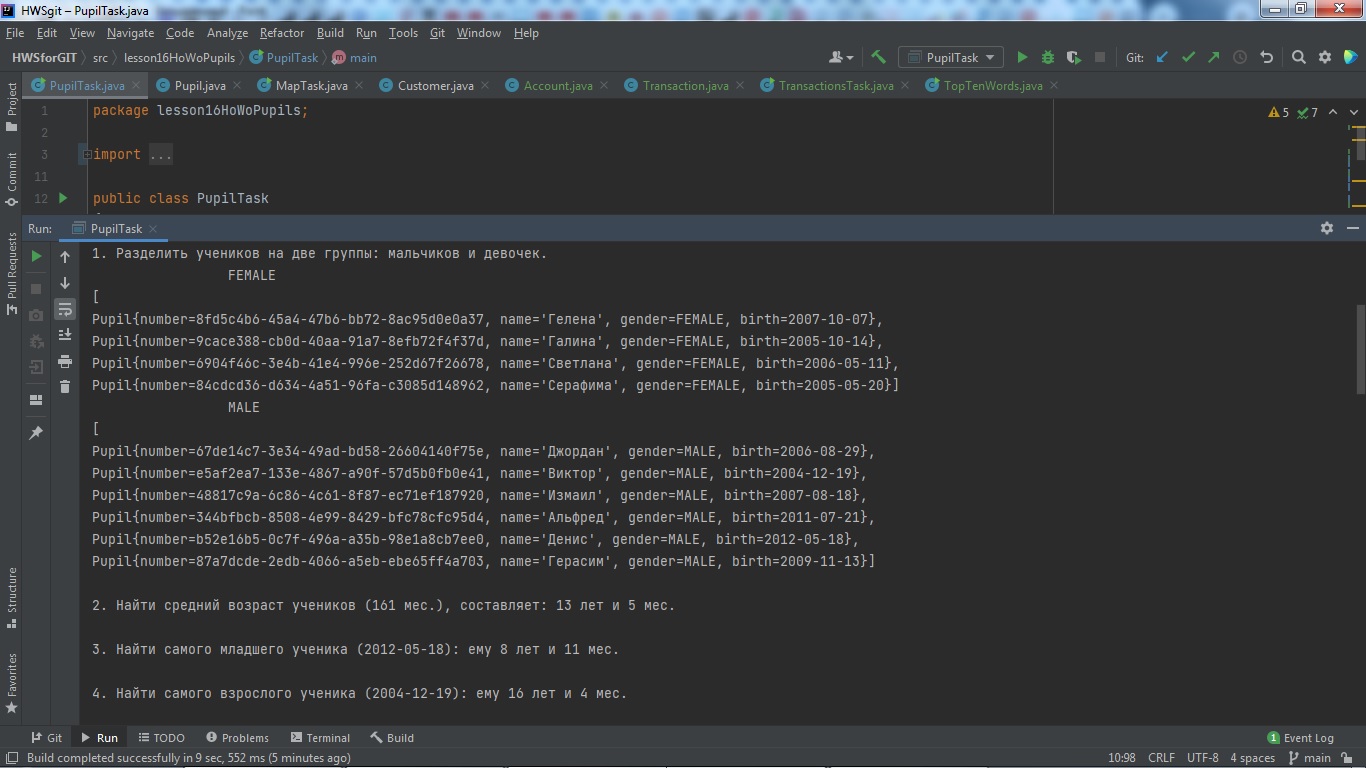 HWSgit – PupilTask.java
File Edit View Navigate Code Analyze Refactor Build Run Tools Git Window Help
HWSforGIT src lesson16HoWoPupils PupilTask main PupilTask Git:
PupilTask.java Pupil.java MapTask.java Customer.java Account.java Transaction.java TransactionsTask.java TopTenWords.java
1 package lesson16HoWoPupils; 5 7
2
3 import ...
11
12 public class PupilTask
Run: PupilTask
1. Разделить учеников на две группы: мальчиков и девочек.
FEMALE
[
Pupil{number=8fd5c4b6-45a4-47b6-bb72-8ac95d0e0a37, name='Гелена', gender=FEMALE, birth=2007-10-07},
Pupil{number=9cace388-cb0d-40aa-91a7-8efb72f4f37d, name='Галина', gender=FEMALE, birth=2005-10-14},
Pupil{number=6904f46c-3e4b-41e4-996e-252d67f26678, name='Светлана', gender=FEMALE, birth=2006-05-11},
Pupil{number=84cdcd36-d634-4a51-96fa-c3085d148962, name='Серафима', gender=FEMALE, birth=2005-05-20}]
MALE
[
Pupil{number=67de14c7-3e34-49ad-bd58-26604140f75e, name='Джордан', gender=MALE, birth=2006-08-29},
Pupil{number=e5af2ea7-133e-4867-a90f-57d5b0fb0e41, name='Виктор', gender=MALE, birth=2004-12-19},
Pupil{number=48817c9a-6c86-4c61-8f87-ec71ef187920, name='Измаил', gender=MALE, birth=2007-08-18},
Pupil{number=344bfbcb-8508-4e99-8429-bfc78cfc95d4, name='Альфред', gender=MALE, birth=2011-07-21},
Pupil{number=b52e16b5-0c7f-496a-a35b-98e1a8cb7ee0, name='Денис', gender=MALE, birth=2012-05-18},
Pupil{number=87a7dcde-2edb-4066-a5eb-ebe65ff4a703, name='Герасим', gender=MALE, birth=2009-11-13}]
2. Найти средний возраст учеников (161 мес.), составляет: 13 лет и 5 мес.
3. Найти самого младшего ученика (2012-05-18): ему 8 лет и 11 мес.
4. Найти самого взрослого ученика (2004-12-19): ему 16 лет и 4 мес.
Project
Commit
Pull Requests
Structure
Favorites
Git Run TODO Problems Terminal Build 1 Event Log
Build completed successfully in 9 sec, 552 ms (5 minutes ago) 10:98 CRLF UTF-8 4 spaces main